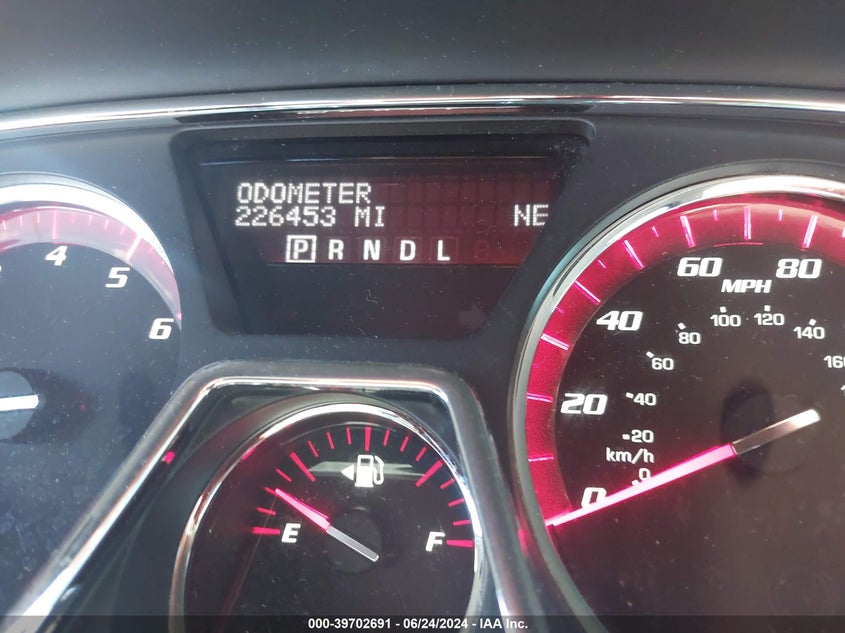 ODOMETER
226453 MI NE
P R N D L
4 5 6
E F
0 20 40 60 80
MPH
0 20 40 60 80 100 120 140 160
km/h
000-39702691 - 06/24/2024 - IAA Inc.